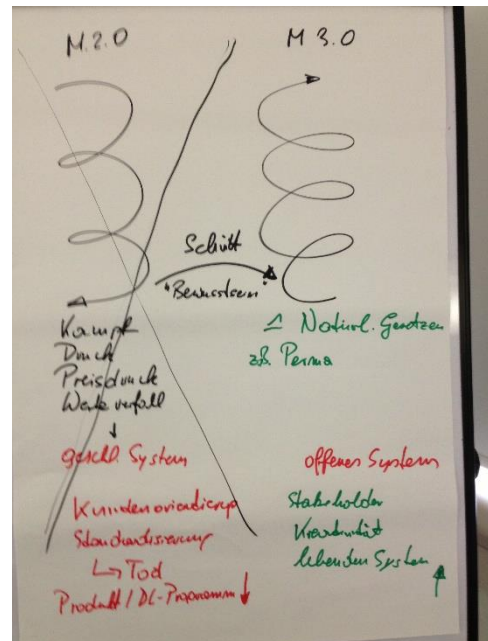 M. 2.0
Kampf
Druck
Preisdruck
Werteverfall
geschl. System
Kundenorientierung
Standardisierung
Tod
Produkt / DL-Programm
Schritt
"Bewusstsein"
M 3.0
Natürl. Gesetzen
z.B. Perma
offenes System
Stakeholder
Kreativität
lebendes System